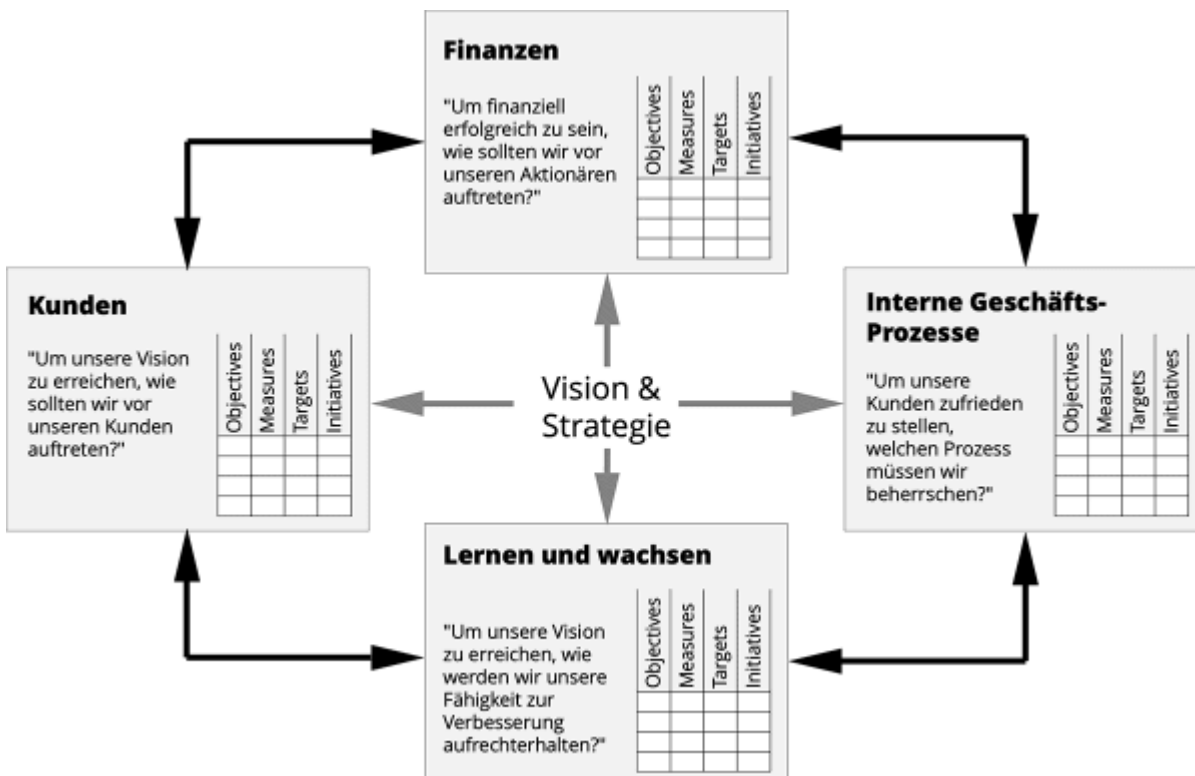 Finanzen
"Um finanziell
erfolgreich zu sein,
wie sollten wir vor
unseren Aktionären
auftreten?"
Objectives
Measures
Targets
Initiatives
Kunden
"Um unsere Vision
zu erreichen, wie
sollten wir vor
unseren Kunden
auftreten?"
Objectives
Measures
Targets
Initiatives
Vision &
Strategie
Interne Geschäfts-
Prozesse
"Um unsere
Kunden zufrieden
zu stellen,
welchen Prozess
müssen wir
beherrschen?"
Objectives
Measures
Targets
Initiatives
Lernen und wachsen
"Um unsere Vision
zu erreichen, wie
werden wir unsere
Fähigkeit zur
Verbesserung
aufrechterhalten?"
Objectives
Measures
Targets
Initiatives